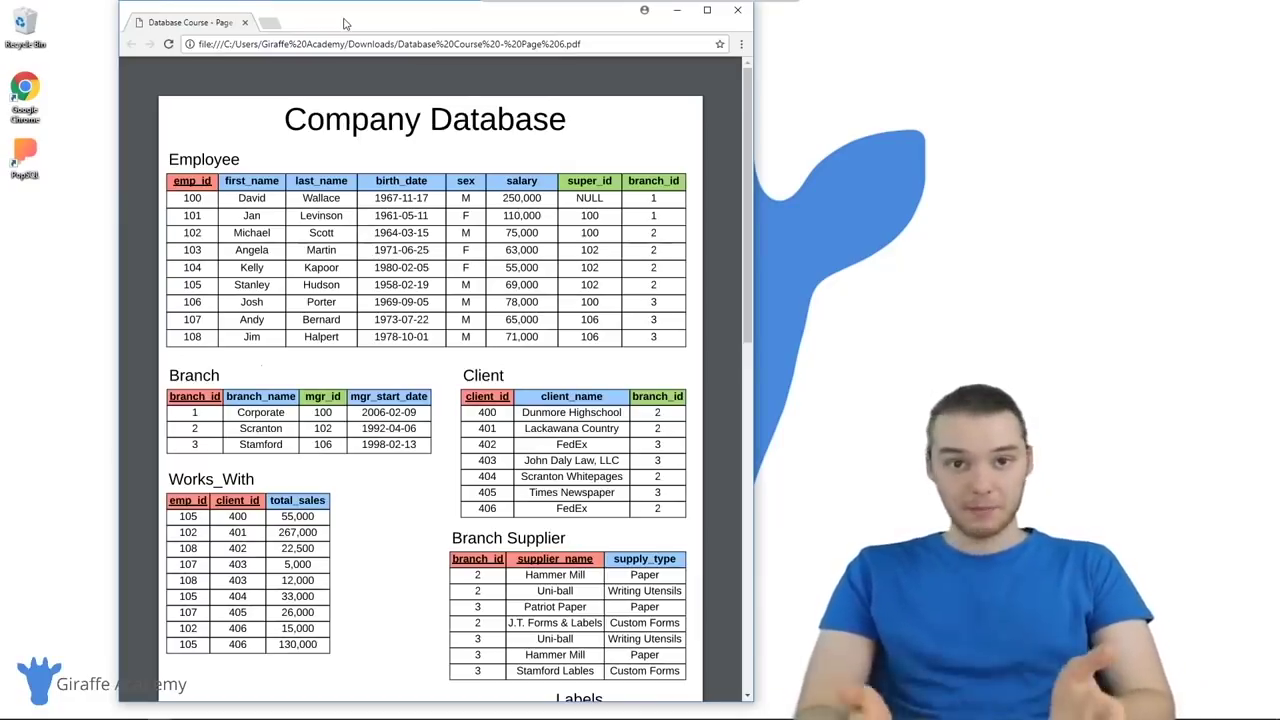 Database Course - Page
file:///C:/Users/Giraffe%20Academy/Downloads/Database%20Course%20-%20Page%206.pdf
Recycle Bin
Google Chrome
PopSQL
Company Database
Employee
emp_id first_name last_name birth_date sex salary super_id branch_id
100 David Wallace 1967-11-17 M 250,000 NULL 1
101 Jan Levinson 1961-05-11 F 110,000 100 1
102 Michael Scott 1964-03-15 M 75,000 100 2
103 Angela Martin 1971-06-25 F 63,000 102 2
104 Kelly Kapoor 1980-02-05 F 55,000 102 2
105 Stanley Hudson 1958-02-19 M 69,000 102 2
106 Josh Porter 1969-09-05 M 78,000 100 3
107 Andy Bernard 1973-07-22 M 65,000 106 3
108 Jim Halpert 1978-10-01 M 71,000 106 3
Branch
branch_id branch_name mgr_id mgr_start_date
1 Corporate 100 2006-02-09
2 Scranton 102 1992-04-06
3 Stamford 106 1998-02-13
Client
client_id client_name branch_id
400 Dunmore Highschool 2
401 Lackawana Country 2
402 FedEx 3
403 John Daly Law, LLC 3
404 Scranton Whitepages 2
405 Times Newspaper 3
406 FedEx 2
Works_With
emp_id client_id total_sales
105 400 55,000
102 401 267,000
108 402 22,500
107 403 5,000
108 403 12,000
105 404 33,000
107 405 26,000
102 406 15,000
105 406 130,000
Branch Supplier
branch_id supplier_name supply_type
2 Hammer Mill Paper
2 Uni-ball Writing Utensils
3 Patriot Paper Paper
2 J.T. Forms & Labels Custom Forms
3 Uni-ball Writing Utensils
3 Hammer Mill Paper
3 Stamford Lables Custom Forms
Labels
Giraffe Academy